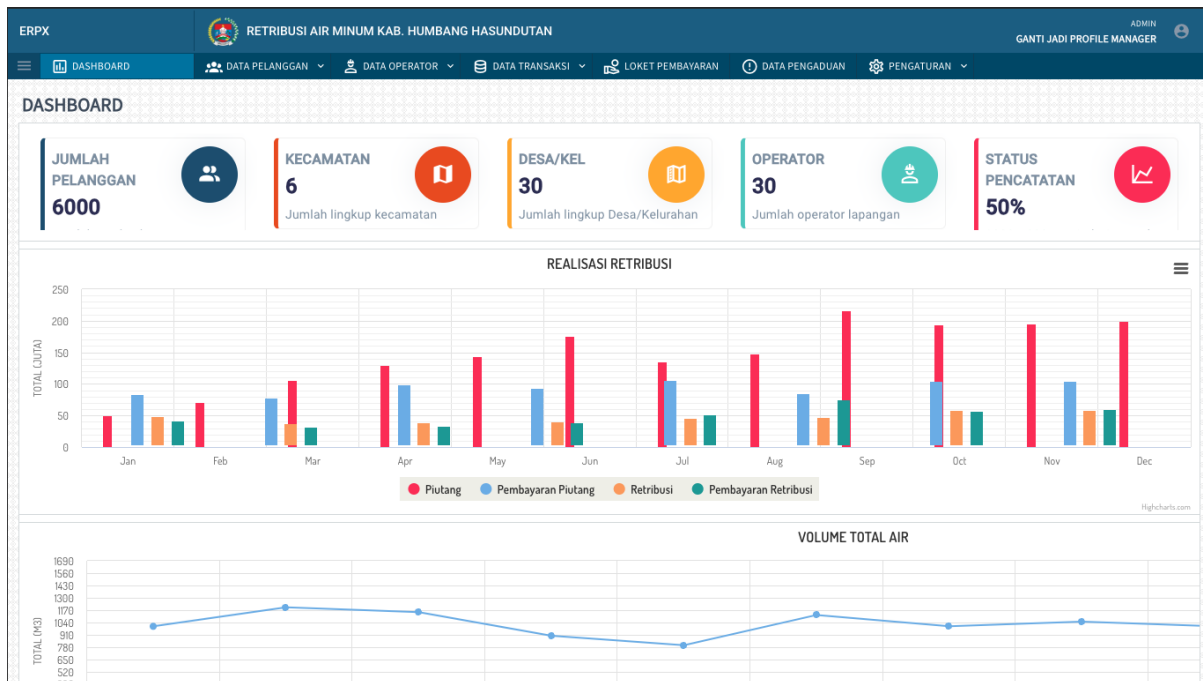 ERPX
RETRIBUSI AIR MINUM KAB. HUMBANG HASUNDUTAN
ADMIN
GANTI JADI PROFILE MANAGER
DASHBOARD
DATA PELANGGAN
DATA OPERATOR
DATA TRANSAKSI
LOKET PEMBAYARAN
DATA PENGADUAN
PENGATURAN
DASHBOARD
JUMLAH
PELANGGAN
6000
KECAMATAN
6
Jumlah lingkup kecamatan
DESA/KEL
30
Jumlah lingkup Desa/Kelurahan
OPERATOR
30
Jumlah operator lapangan
STATUS
PENCATATAN
50%
REALISASI RETRIBUSI
TOTAL (JUTA)
250
200
150
100
50
0
Jan Feb Mar Apr May Jun Jul Aug Sep Oct Nov Dec
Piutang Pembayaran Piutang Retribusi Pembayaran Retribusi
Highcharts.com
VOLUME TOTAL AIR
TOTAL (M3)
1690
1560
1430
1300
1170
1040
910
780
650
520